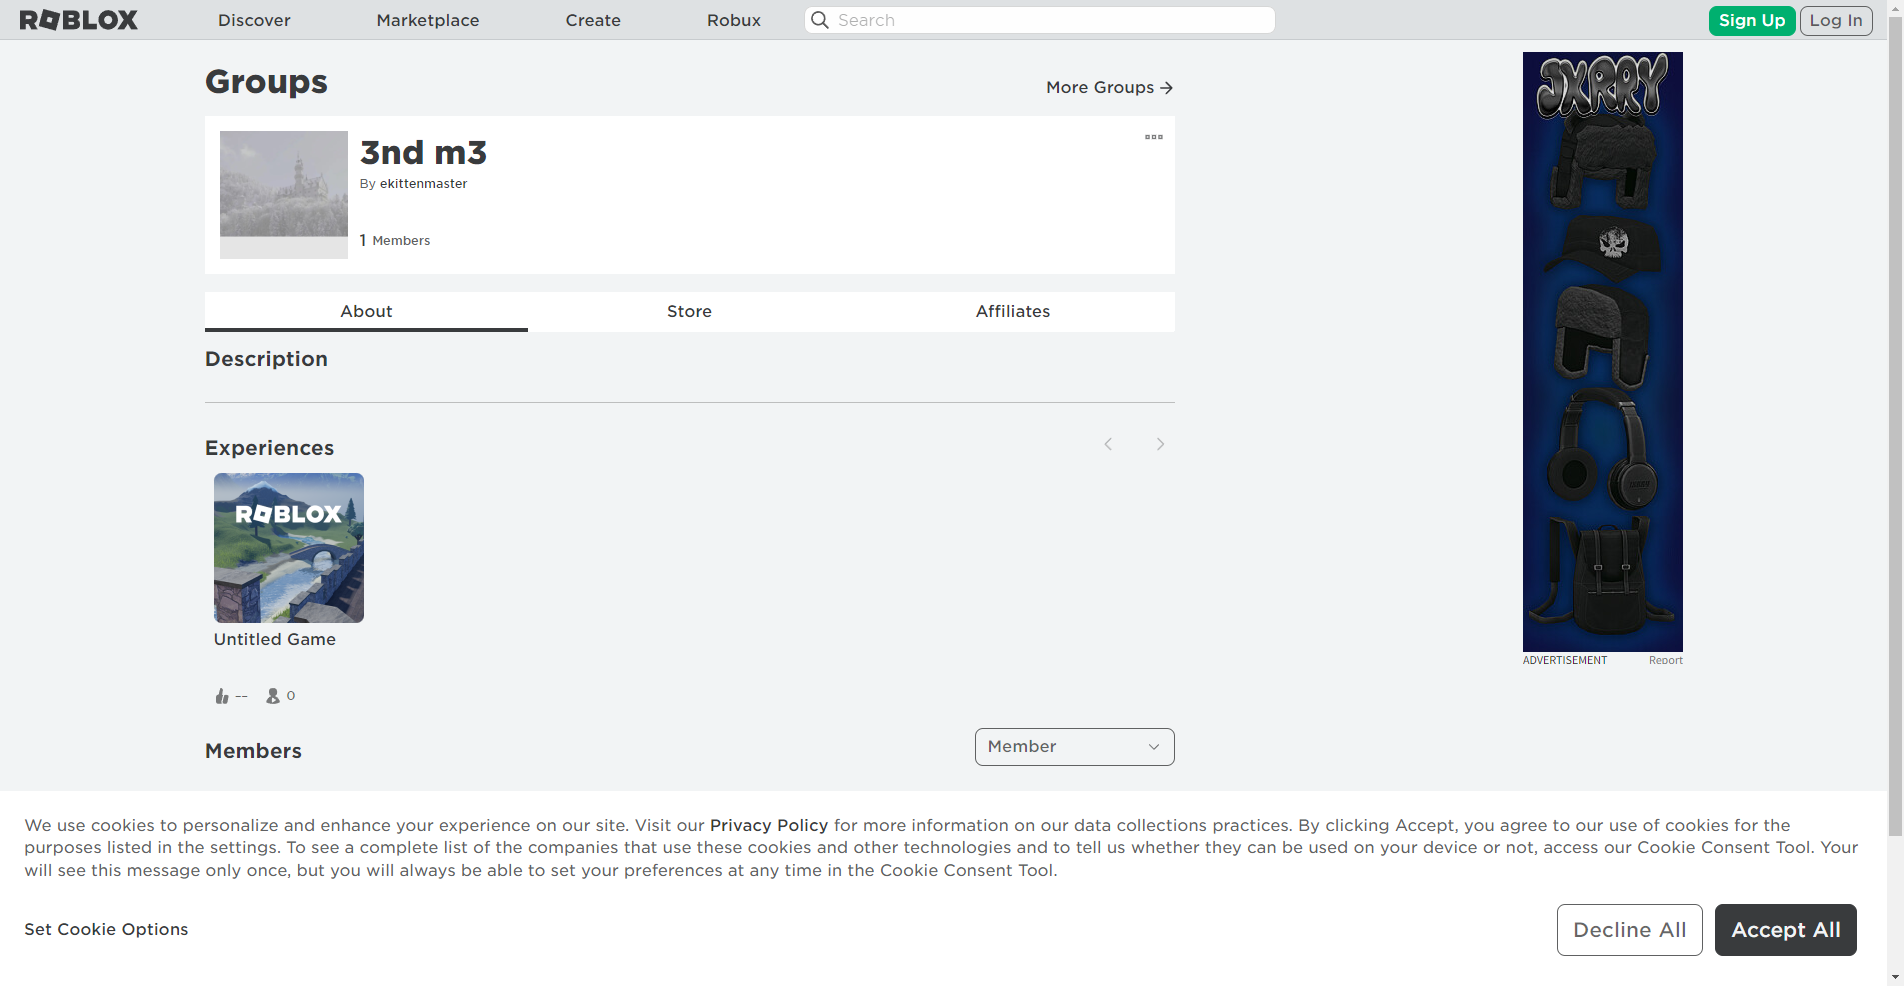 ROBLOX
Discover
Marketplace
Create
Robux
Search
Sign Up
Log In
Groups
More Groups
3nd m3
By ekittenmaster
1 Members
About
Store
Affiliates
Description
Experiences
ROBLOX
Untitled Game
--
0
Members
Member
JXRRY
ADVERTISEMENT
Report
We use cookies to personalize and enhance your experience on our site. Visit our Privacy Policy for more information on our data collections practices. By clicking Accept, you agree to our use of cookies for the
purposes listed in the settings. To see a complete list of the companies that use these cookies and other technologies and to tell us whether they can be used on your device or not, access our Cookie Consent Tool. Your
will see this message only once, but you will always be able to set your preferences at any time in the Cookie Consent Tool.
Set Cookie Options
Decline All
Accept All